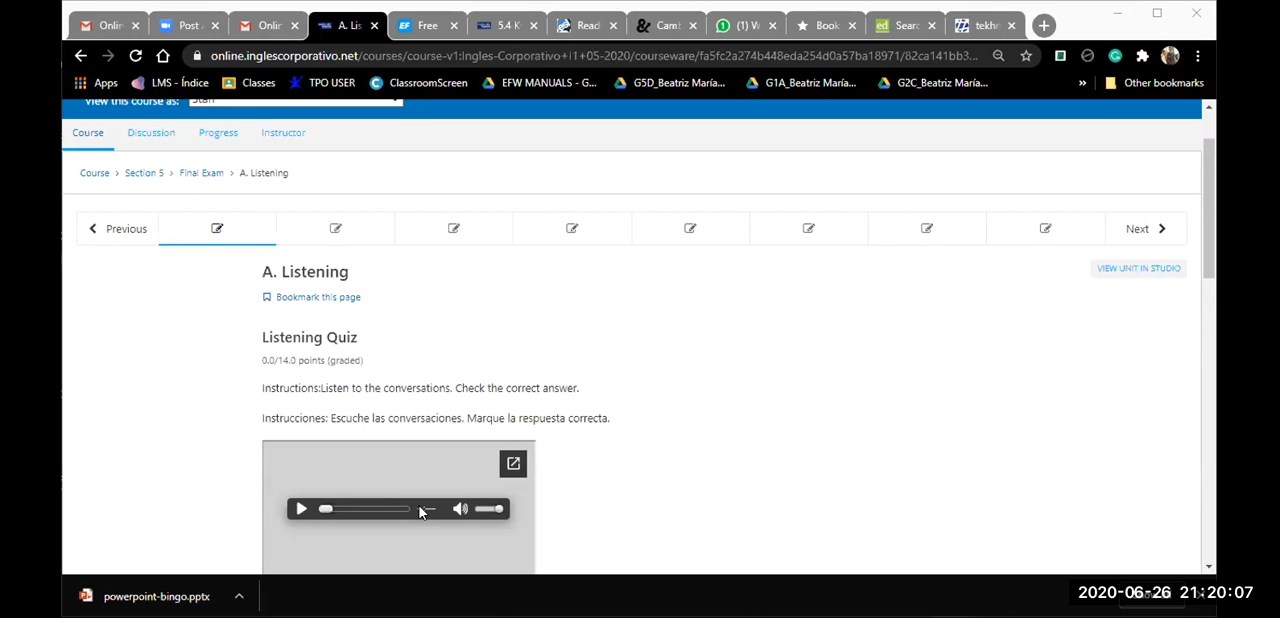 Onlin
Post A
Onlin
A. Lis
Free
5.4 K
Read
Camb
(1) W
Book
Searc
tekhn
online.inglescorporativo.net/courses/course-v1:Ingles-Corporativo+I1+05-2020/courseware/fa5fc2a274b448eda254d0a57ba18971/82ca141bb3...
Apps
LMS - Índice
Classes
TPO USER
ClassroomScreen
EFW MANUALS - G...
G5D_Beatriz María...
G1A_Beatriz María...
G2C_Beatriz María...
»
Other bookmarks
View this course as: Staff
Course
Discussion
Progress
Instructor
Course > Section 5 > Final Exam > A. Listening
Previous
Next
A. Listening
VIEW UNIT IN STUDIO
Bookmark this page
Listening Quiz
0.0/14.0 points (graded)
Instructions:Listen to the conversations. Check the correct answer.
Instrucciones: Escuche las conversaciones. Marque la respuesta correcta.
powerpoint-bingo.pptx
2020-06-26 21:20:07